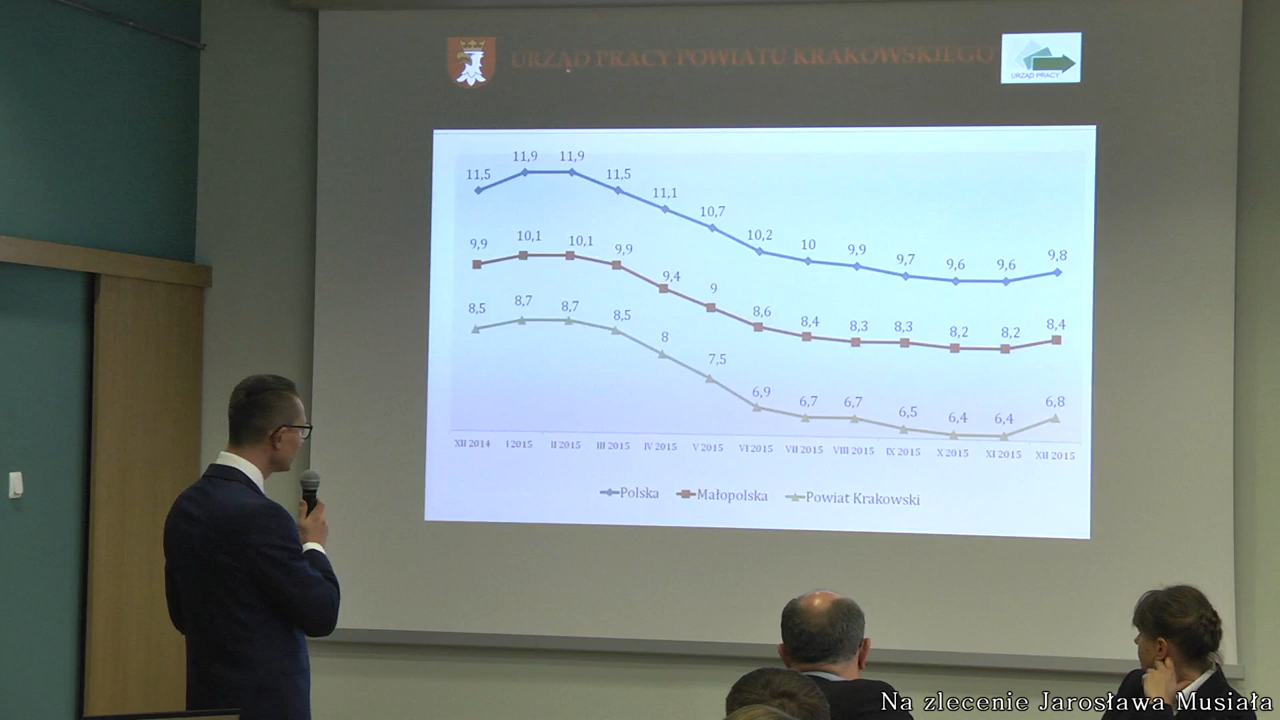 URZĄD PRACY POWIATU KRAKOWSKIEGO
URZĄD PRACY
11,5 11,9 11,9 11,5 11,1 10,7 10,2 10 9,9 9,7 9,6 9,6 9,8
9,9 10,1 10,1 9,9 9,4 9 8,6 8,4 8,3 8,3 8,2 8,2 8,4
8,5 8,7 8,7 8,5 8 7,5 6,9 6,7 6,7 6,5 6,4 6,4 6,8
XII 2014 I 2015 II 2015 III 2015 IV 2015 V 2015 VI 2015 VII 2015 VIII 2015 IX 2015 X 2015 XI 2015 XII 2015
Polska Małopolska Powiat Krakowski
Na zlecenie Jarosława Musiała